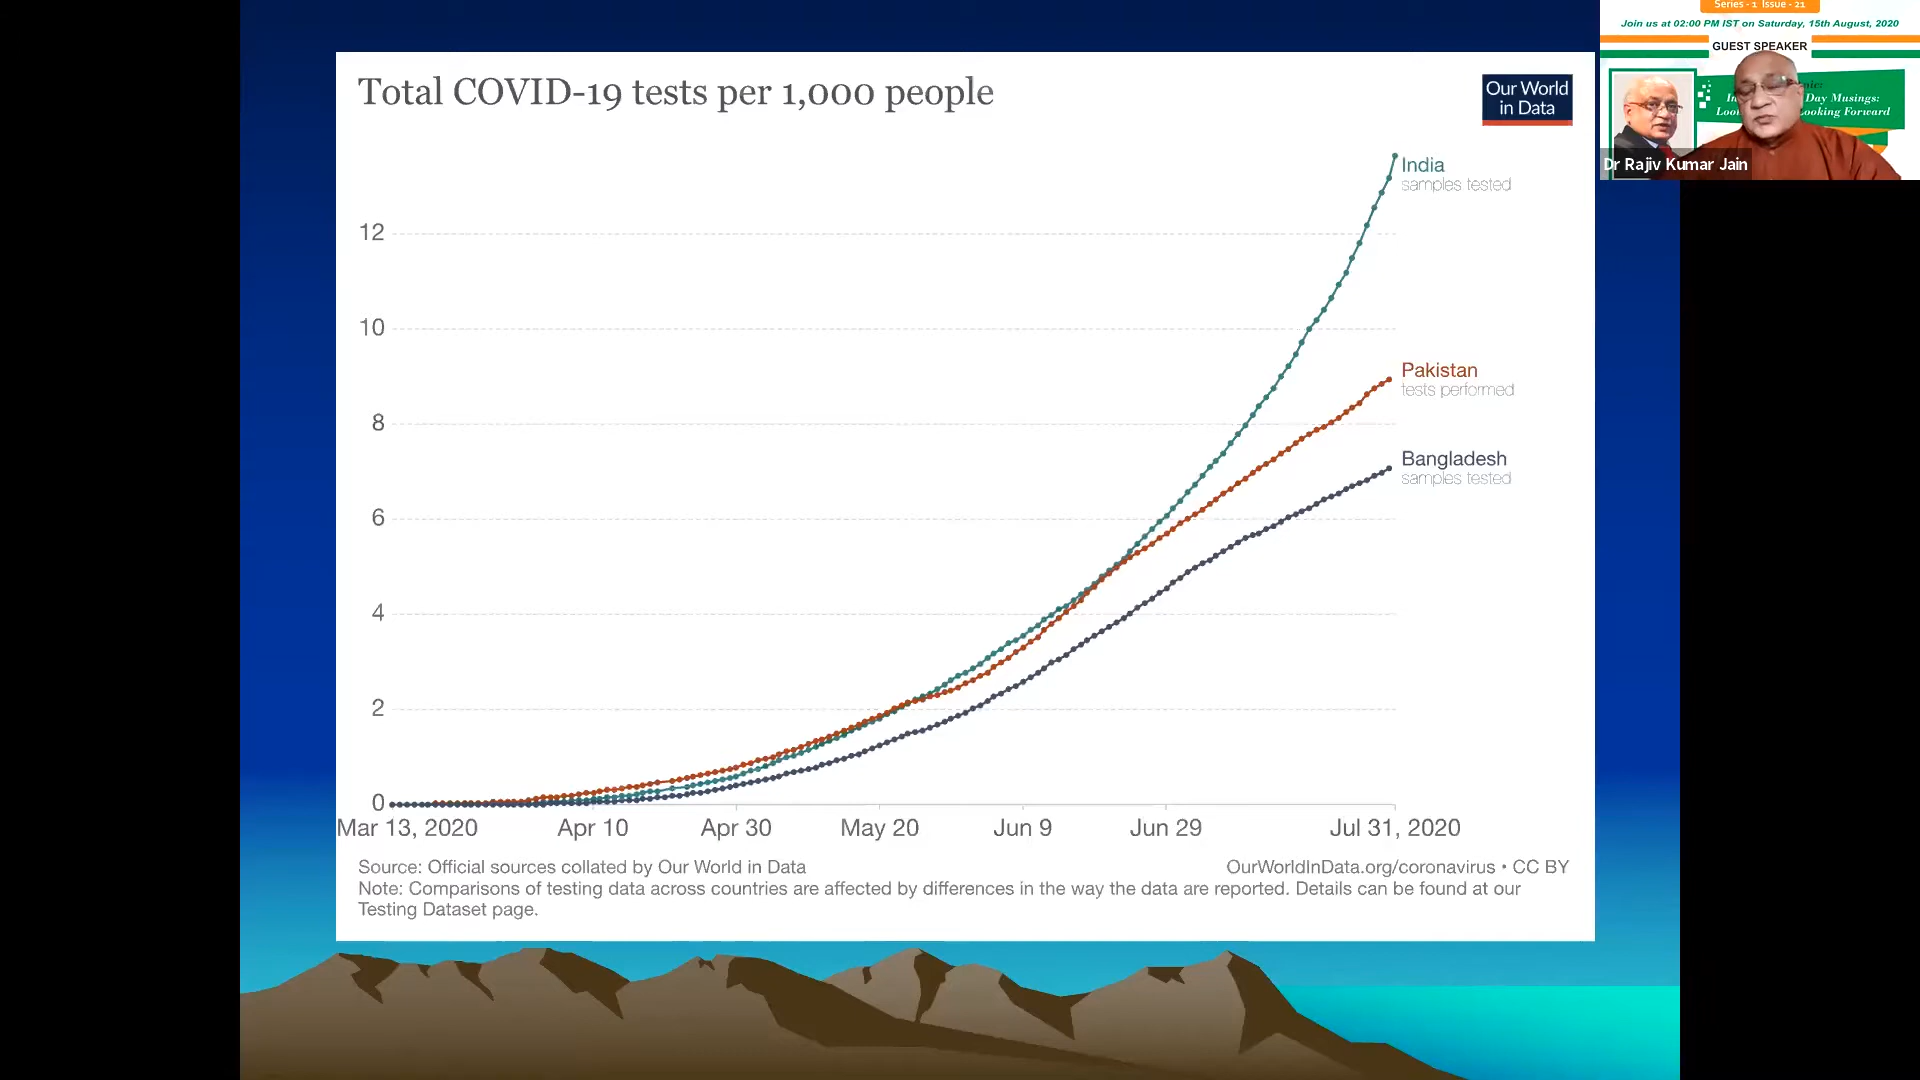 Total COVID-19 tests per 1,000 people
Our World
in Data
India
samples tested
12
10
Pakistan
tests performed
8
Bangladesh
samples tested
6
4
2
0
Mar 13, 2020
Apr 10
Apr 30
May 20
Jun 9
Jun 29
Jul 31, 2020
Source: Official sources collated by Our World in Data
OurWorldInData.org/coronavirus • CC BY
Note: Comparisons of testing data across countries are affected by differences in the way the data are reported. Details can be found at our
Testing Dataset page.
Series - 1 Issue - 21
Join us at 02:00 PM IST on Saturday, 15th August, 2020
GUEST SPEAKER
Day Musings:
Looking Forward
Dr Rajiv Kumar Jain